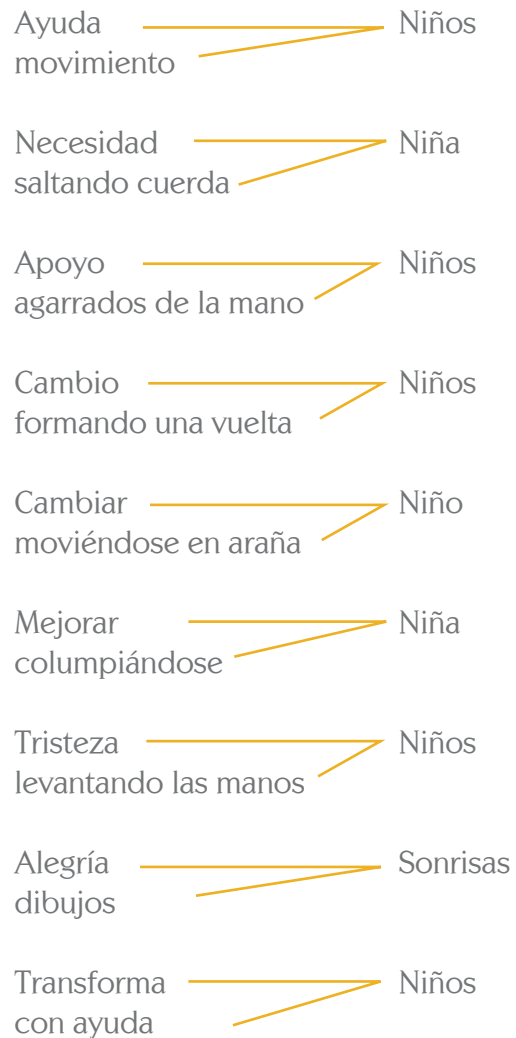 Ayuda Niños
movimiento
Necesidad Niña
saltando cuerda
Apoyo Niños
agarrados de la mano
Cambio Niños
formando una vuelta
Cambiar Niño
moviéndose en araña
Mejorar Niña
columpiándose
Tristeza Niños
levantando las manos
Alegría Sonrisas
dibujos
Transforma Niños
con ayuda